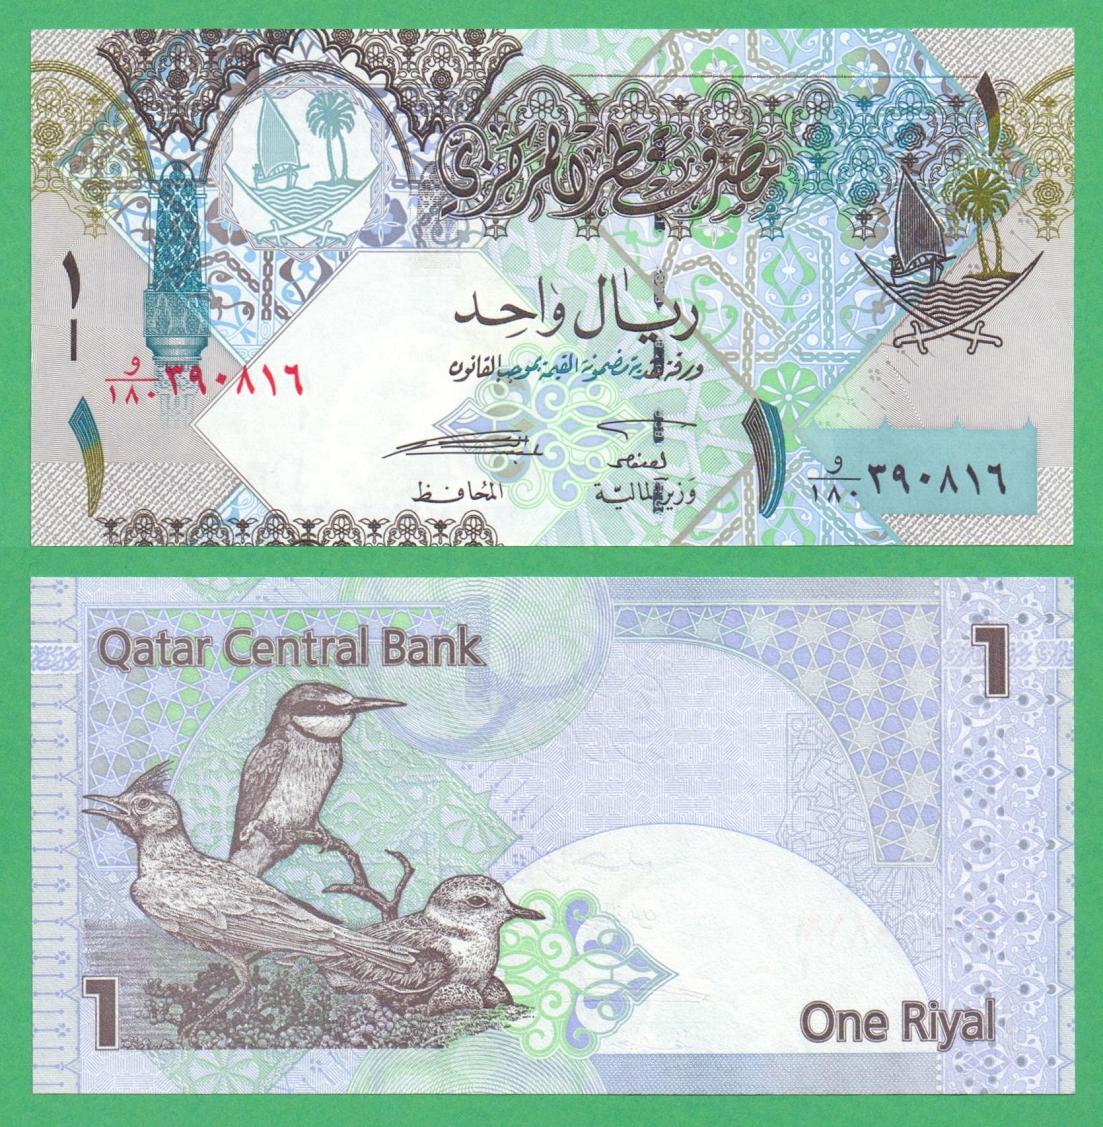 ١
مصرف قطر المركزي
ريال واحد
ورقة نقدية مضمونة القيمة بموجب القانون
١
و
١٨٠ ٣٩٠٨١٦
١
١
و
١٨٠ ٣٩٠٨١٦
المحافظ
وزير المالية
Qatar Central Bank
1
1
One Riyal